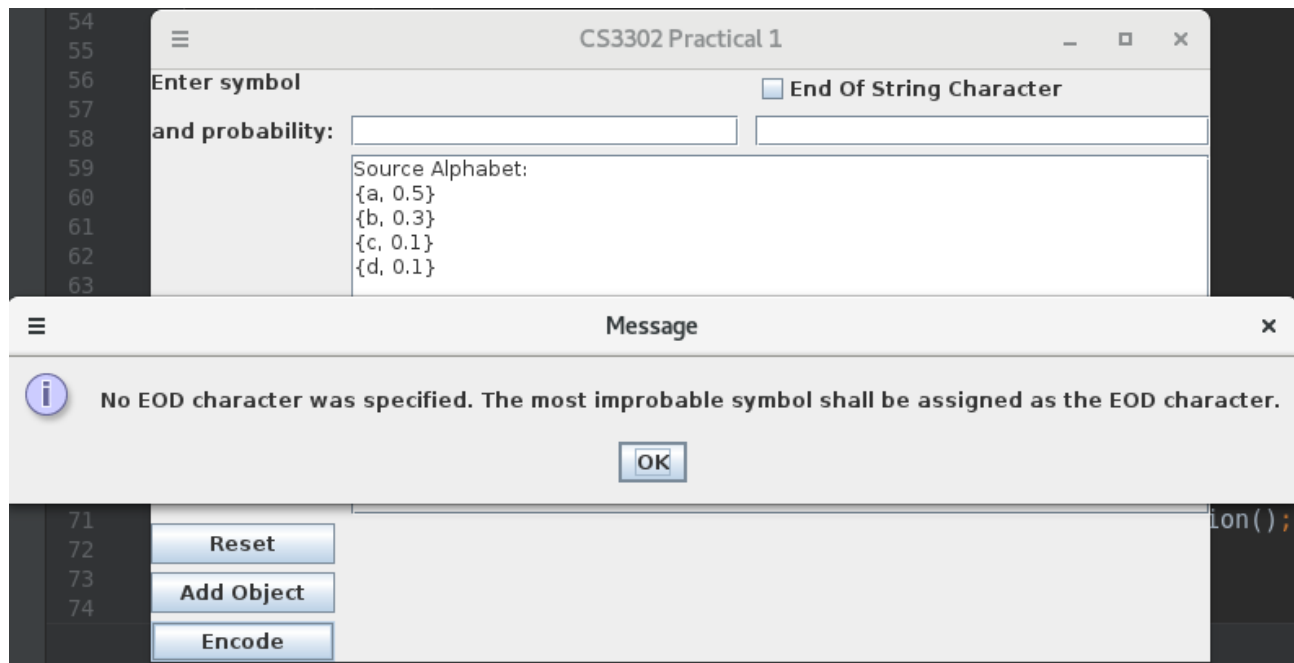 54
CS3302 Practical 1
55
56
Enter symbol
End Of String Character
57
58
and probability:
59
Source Alphabet:
60
{a, 0.5}
61
{b, 0.3}
62
{c, 0.1}
{d, 0.1}
63
Message
i
No EOD character was specified. The most improbable symbol shall be assigned as the EOD character.
OK
71
ion();
72
Reset
73
Add Object
74
Encode